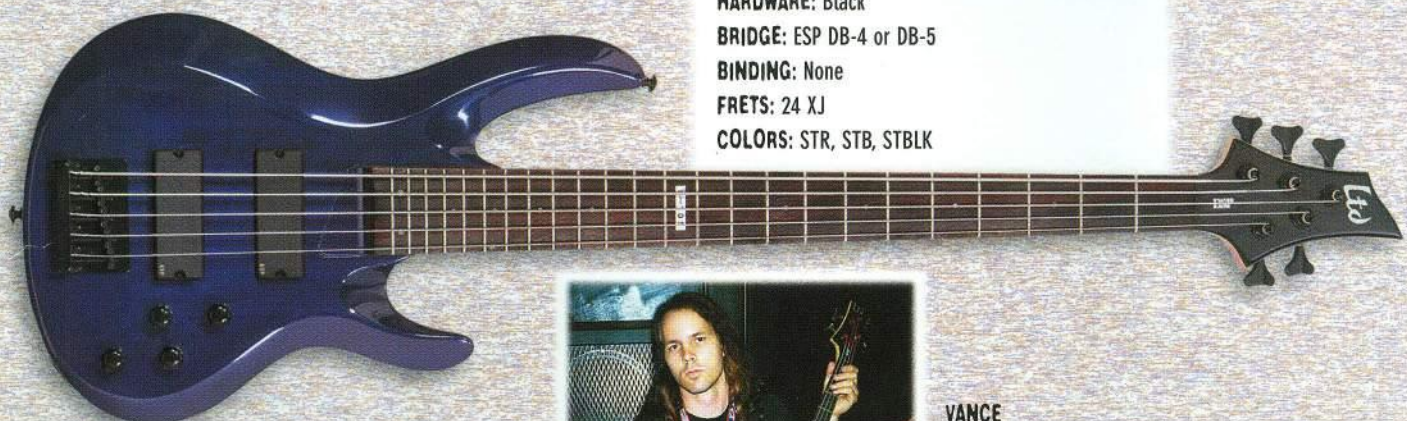 HARDWARE: Black
BRIDGE: ESP DB-4 or DB-5
BINDING: None
FRETS: 24 XJ
COLORS: STR, STB, STBLK
Ltd
VANCE